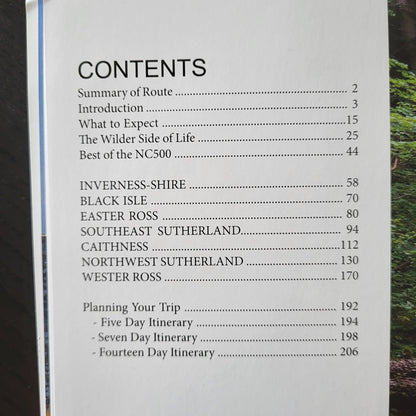 CONTENTS
Summary of Route .......................................................... 2
Introduction .................................................................... 3
What to Expect ................................................................15
The Wilder Side of Life .................................................... 25
Best of the NC500 ............................................................ 44
INVERNESS-SHIRE ...................................................... 58
BLACK ISLE .................................................................... 70
EASTER ROSS ................................................................. 80
SOUTHEAST SUTHERLAND................................... 94
CAITHNESS .................................................................112
NORTHWEST SUTHERLAND ................................. 130
WESTER ROSS ............................................................. 170
Planning Your Trip ...................................................... 192
- Five Day Itinerary .................................................... 194
- Seven Day Itinerary .................................................. 198
- Fourteen Day Itinerary ............................................. 206